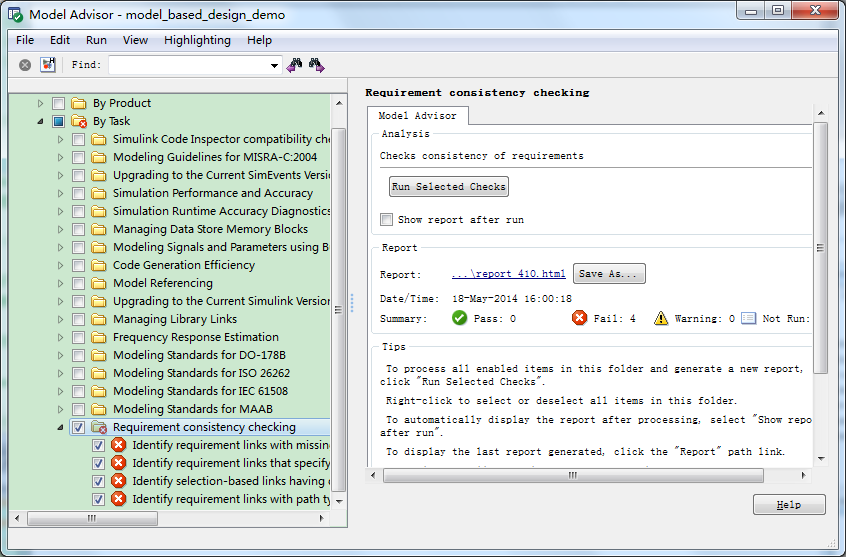 Model Advisor - model_based_design_demo
File Edit Run View Highlighting Help
Find:
By Product
By Task
Simulink Code Inspector compatibility che
Modeling Guidelines for MISRA-C:2004
Upgrading to the Current SimEvents Versio
Simulation Performance and Accuracy
Simulation Runtime Accuracy Diagnostics
Managing Data Store Memory Blocks
Modeling Signals and Parameters using B
Code Generation Efficiency
Model Referencing
Upgrading to the Current Simulink Version
Managing Library Links
Frequency Response Estimation
Modeling Standards for DO-178B
Modeling Standards for ISO 26262
Modeling Standards for IEC 61508
Modeling Standards for MAAB
Requirement consistency checking
Identify requirement links with missin
Identify requirement links that specify
Identify selection-based links having
Identify requirement links with path ty
Requirement consistency checking
Model Advisor
Analysis
Checks consistency of requirements
Run Selected Checks
Show report after run
Report
Report: ...\report_410.html Save As...
Date/Time: 18-May-2014 16:00:18
Summary: Pass: 0 Fail: 4 Warning: 0 Not Run:
Tips
To process all enabled items in this folder and generate a new report,
click "Run Selected Checks".
Right-click to select or deselect all items in this folder.
To automatically display the report after processing, select "Show repo
after run".
To display the last report generated, click the "Report" path link.
Help